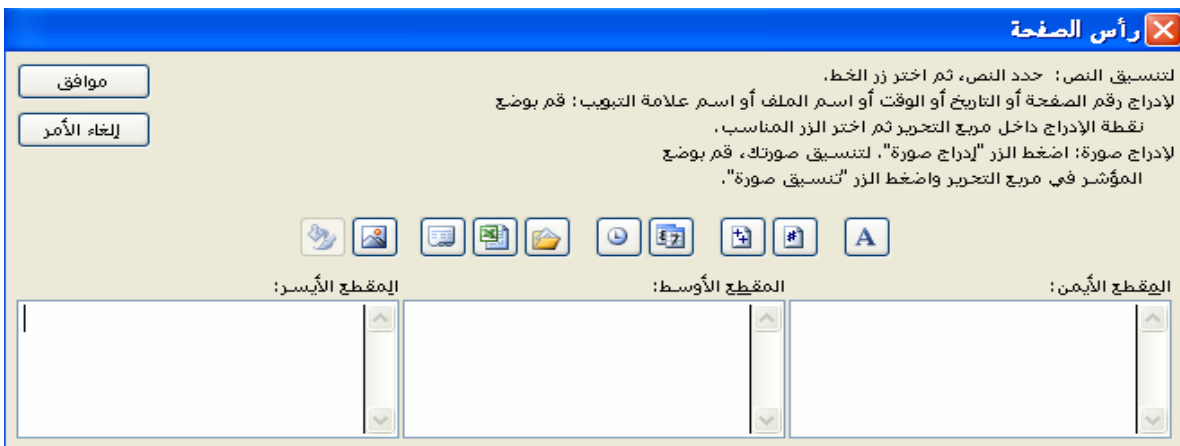 رأس الصفحة
لتنسيق النص: حدد النص، ثم اختر زر الخط.
لإدراج رقم الصفحة أو التاريخ أو الوقت أو اسم الملف أو اسم علامة التبويب: قم بوضع
نقطة الإدراج داخل مربع التحرير ثم اختر الزر المناسب.
لإدراج صورة: اضغط الزر "إدراج صورة". لتنسيق صورتك، قم بوضع
المؤشر في مربع التحرير واضغط الزر "تنسيق صورة".
موافق
إلغاء الأمر
A
المقطع الأيمن:
المقطع الأوسط:
المقطع الأيسر: